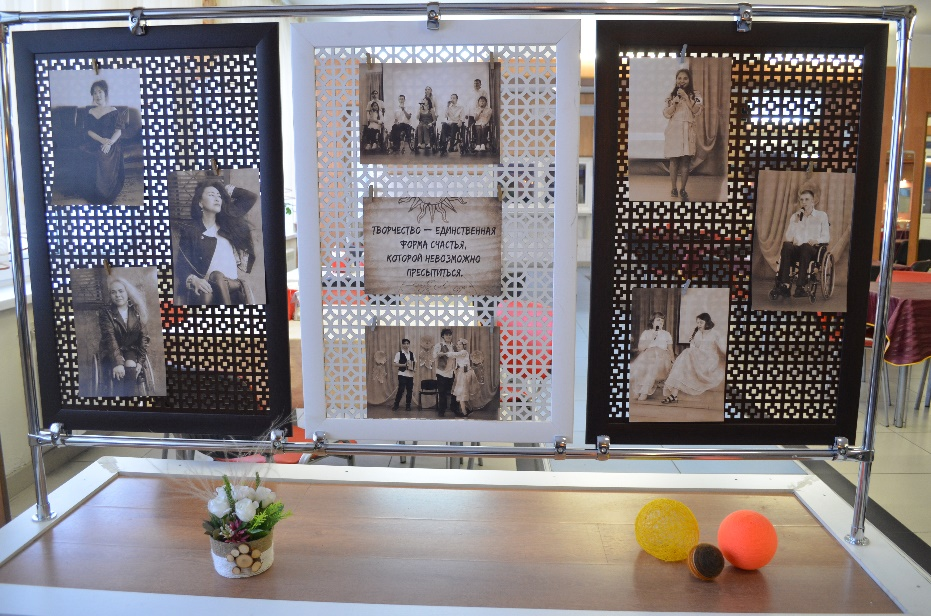 ТВОРЧЕСТВО — ЕДИНСТВЕННАЯ
ФОРМА СЧАСТЬЯ,
КОТОРОЙ НЕВОЗМОЖНО
ПРЕСЫТИТЬСЯ.